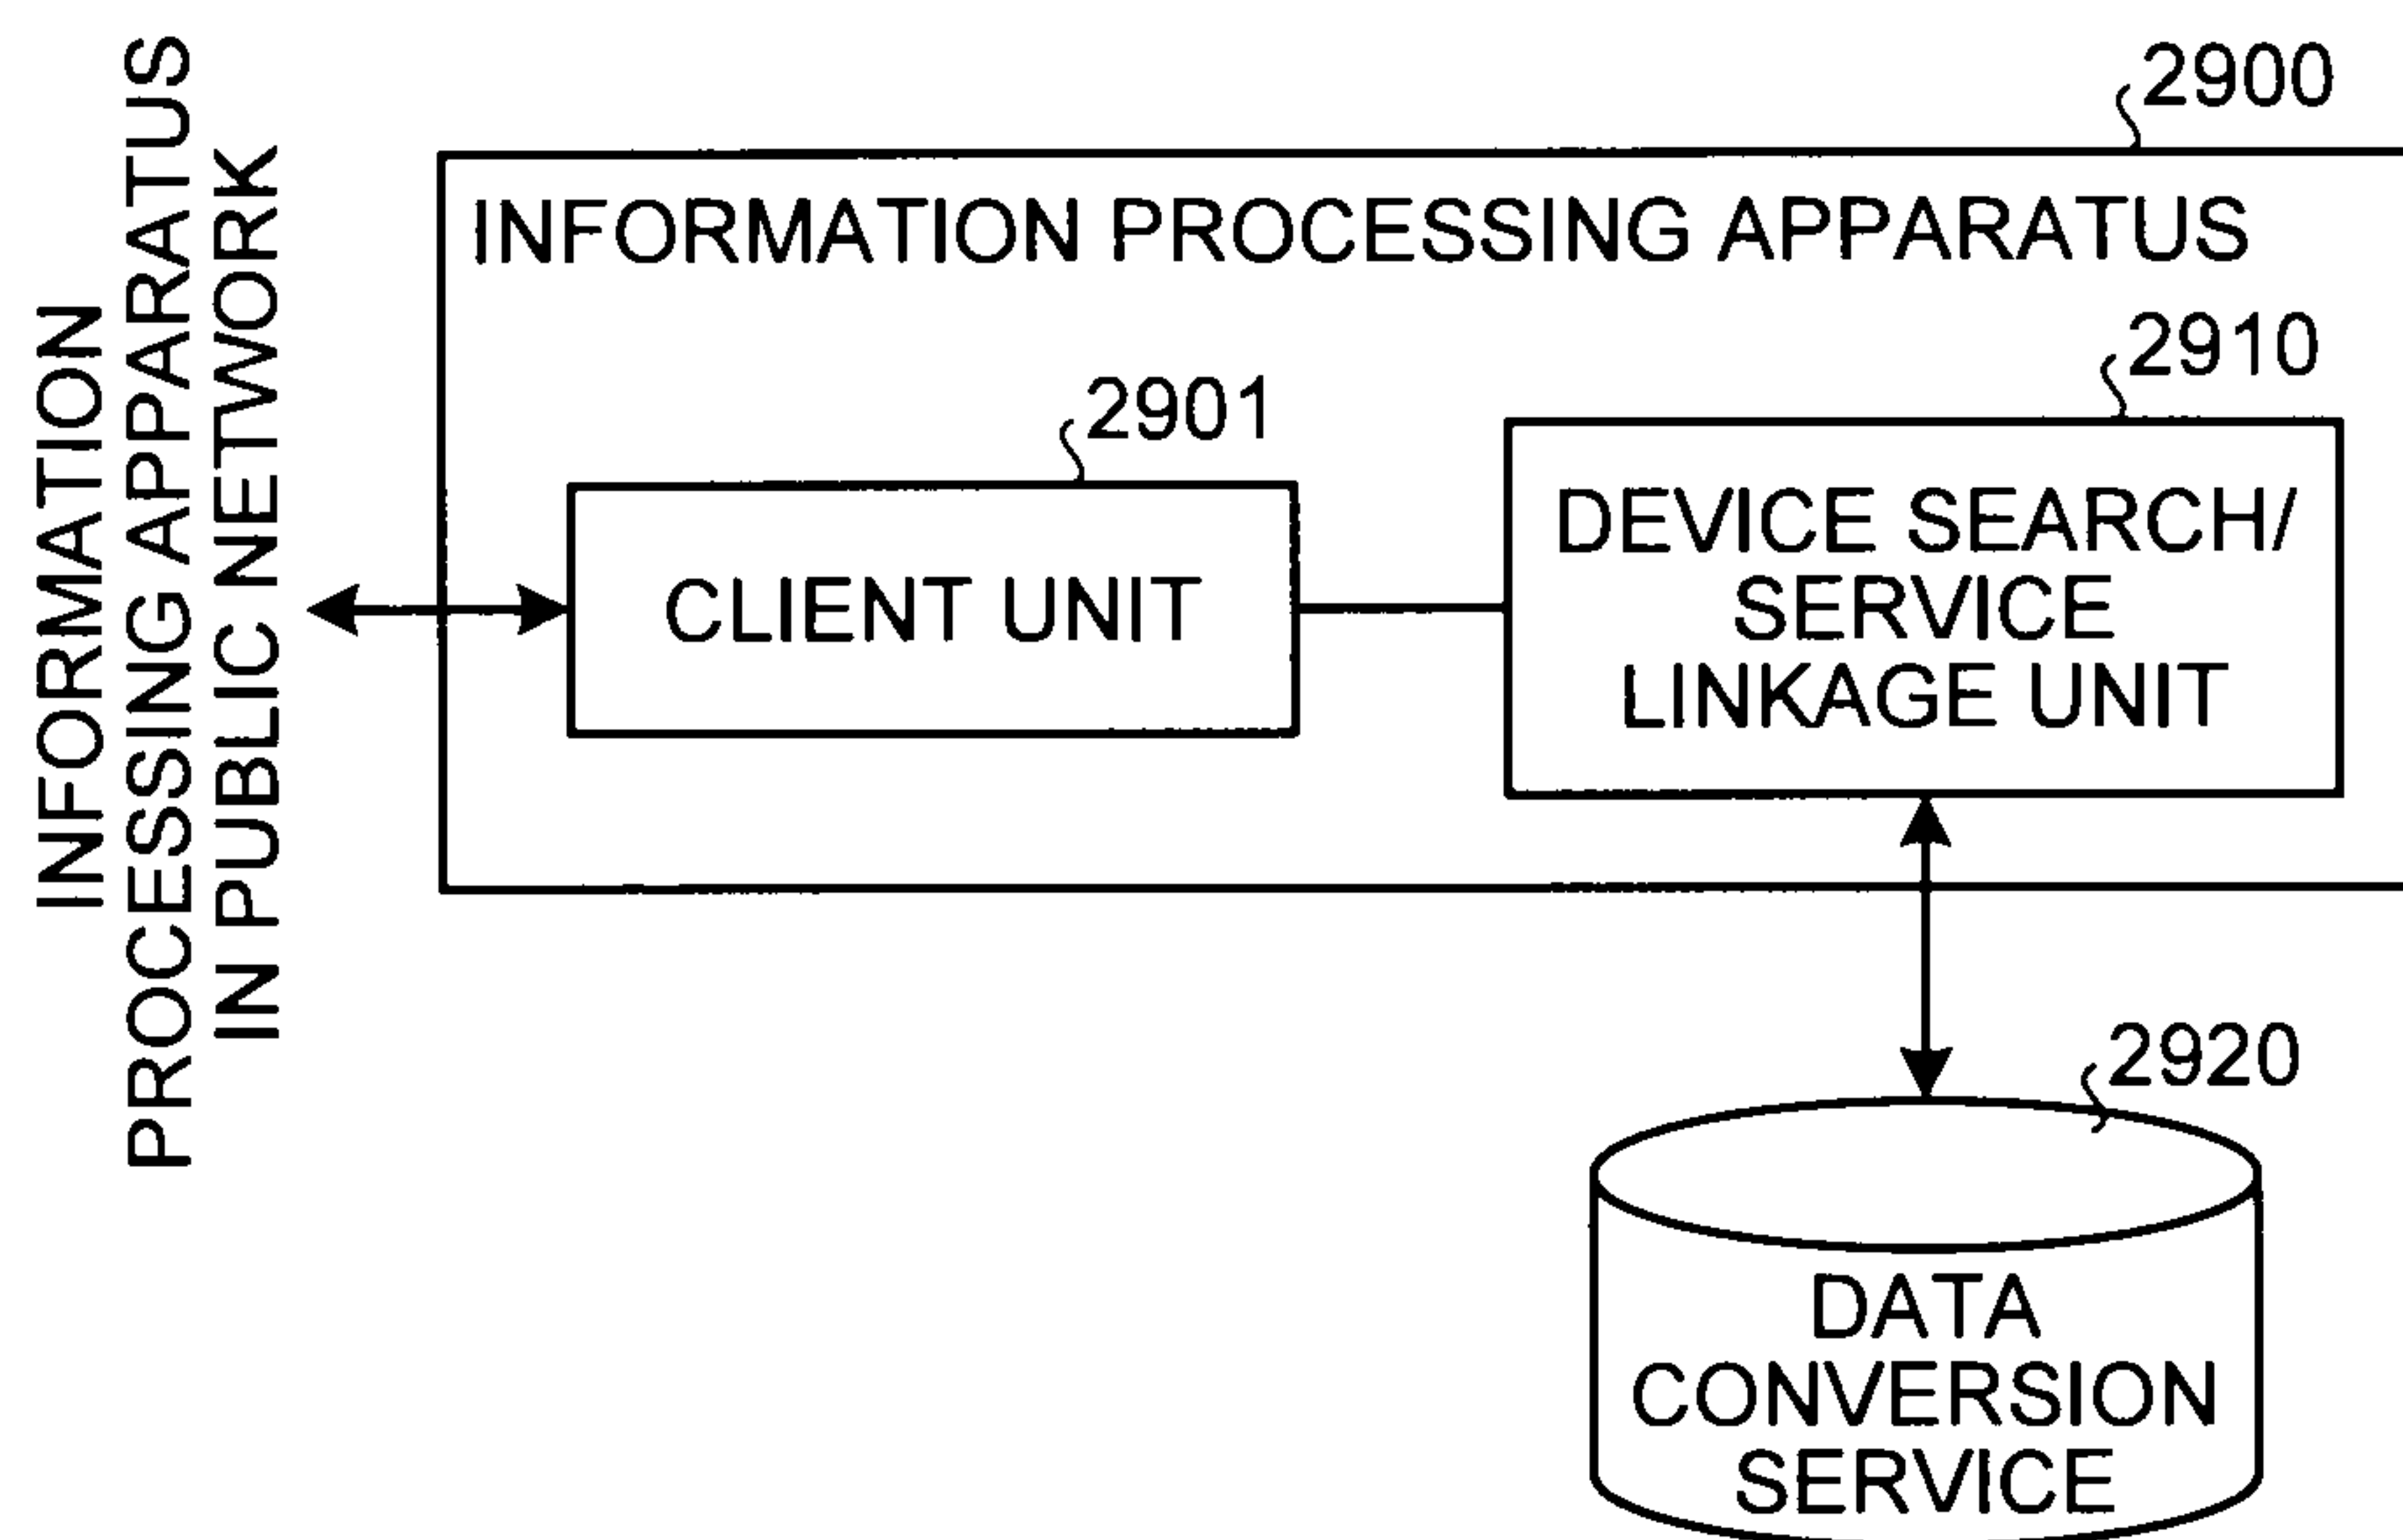 INFORMATION
PROCESSING APPARATUS
IN PUBLIC NETWORK
2900
INFORMATION PROCESSING APPARATUS
2910
2901
DEVICE SEARCH/
SERVICE
LINKAGE UNIT
CLIENT UNIT
2920
DATA
CONVERSION
SERVICE